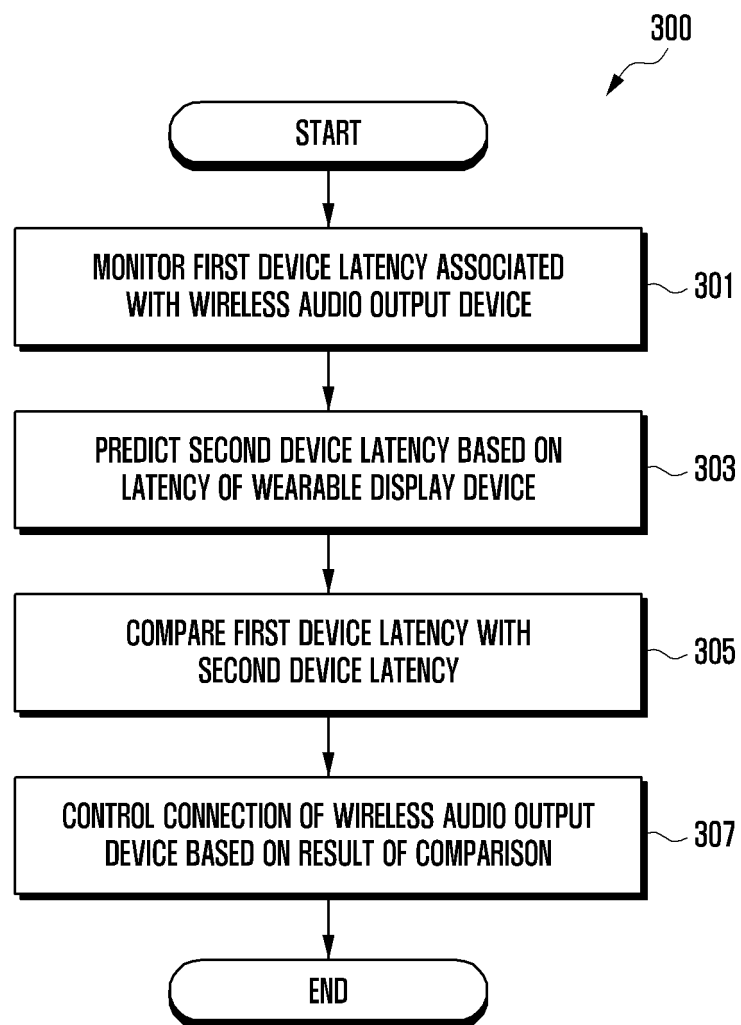 300
START
MONITOR FIRST DEVICE LATENCY ASSOCIATED
WITH WIRELESS AUDIO OUTPUT DEVICE
301
PREDICT SECOND DEVICE LATENCY BASED ON
LATENCY OF WEARABLE DISPLAY DEVICE
303
COMPARE FIRST DEVICE LATENCY WITH
SECOND DEVICE LATENCY
305
CONTROL CONNECTION OF WIRELESS AUDIO OUTPUT
DEVICE BASED ON RESULT OF COMPARISON
307
END